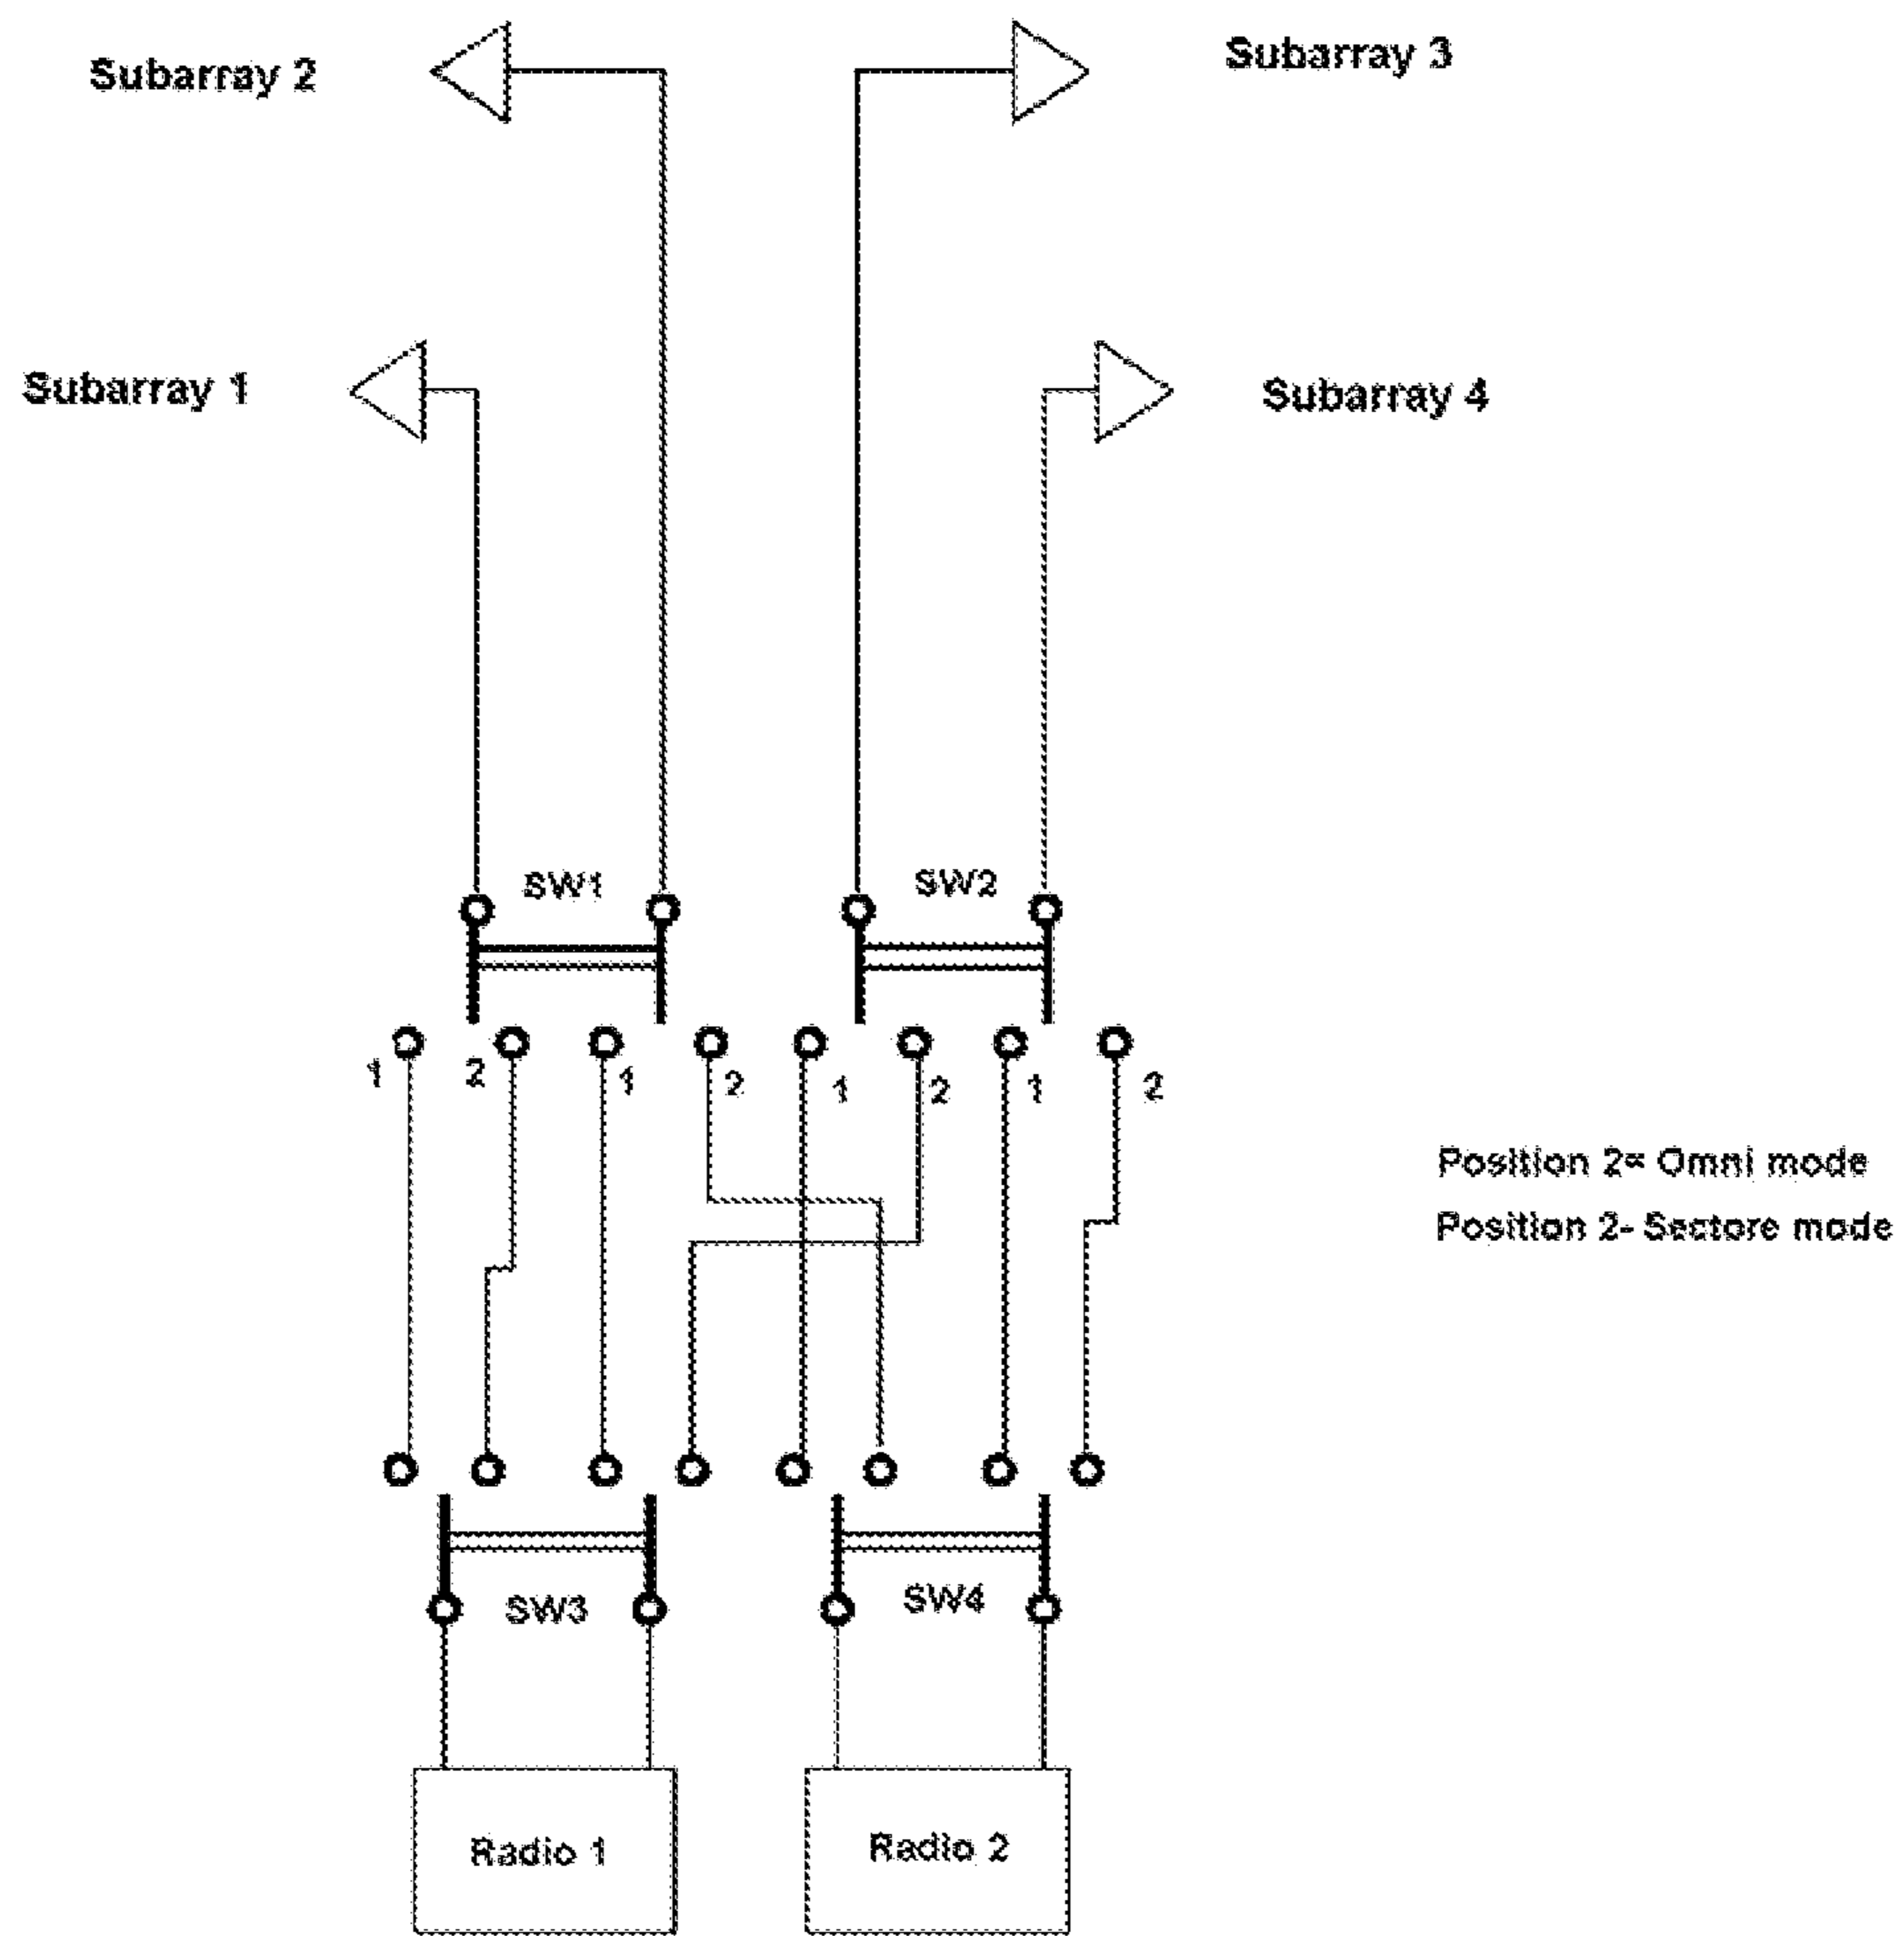 Subarray 2
Subarray 3
Subarray 1
Subarray 4
SW1
SW2
1 2 1 2 1 2 1 2
Position 2= Omni mode
Position 2- Sectore mode
SW3
SW4
Radio 1
Radio 2